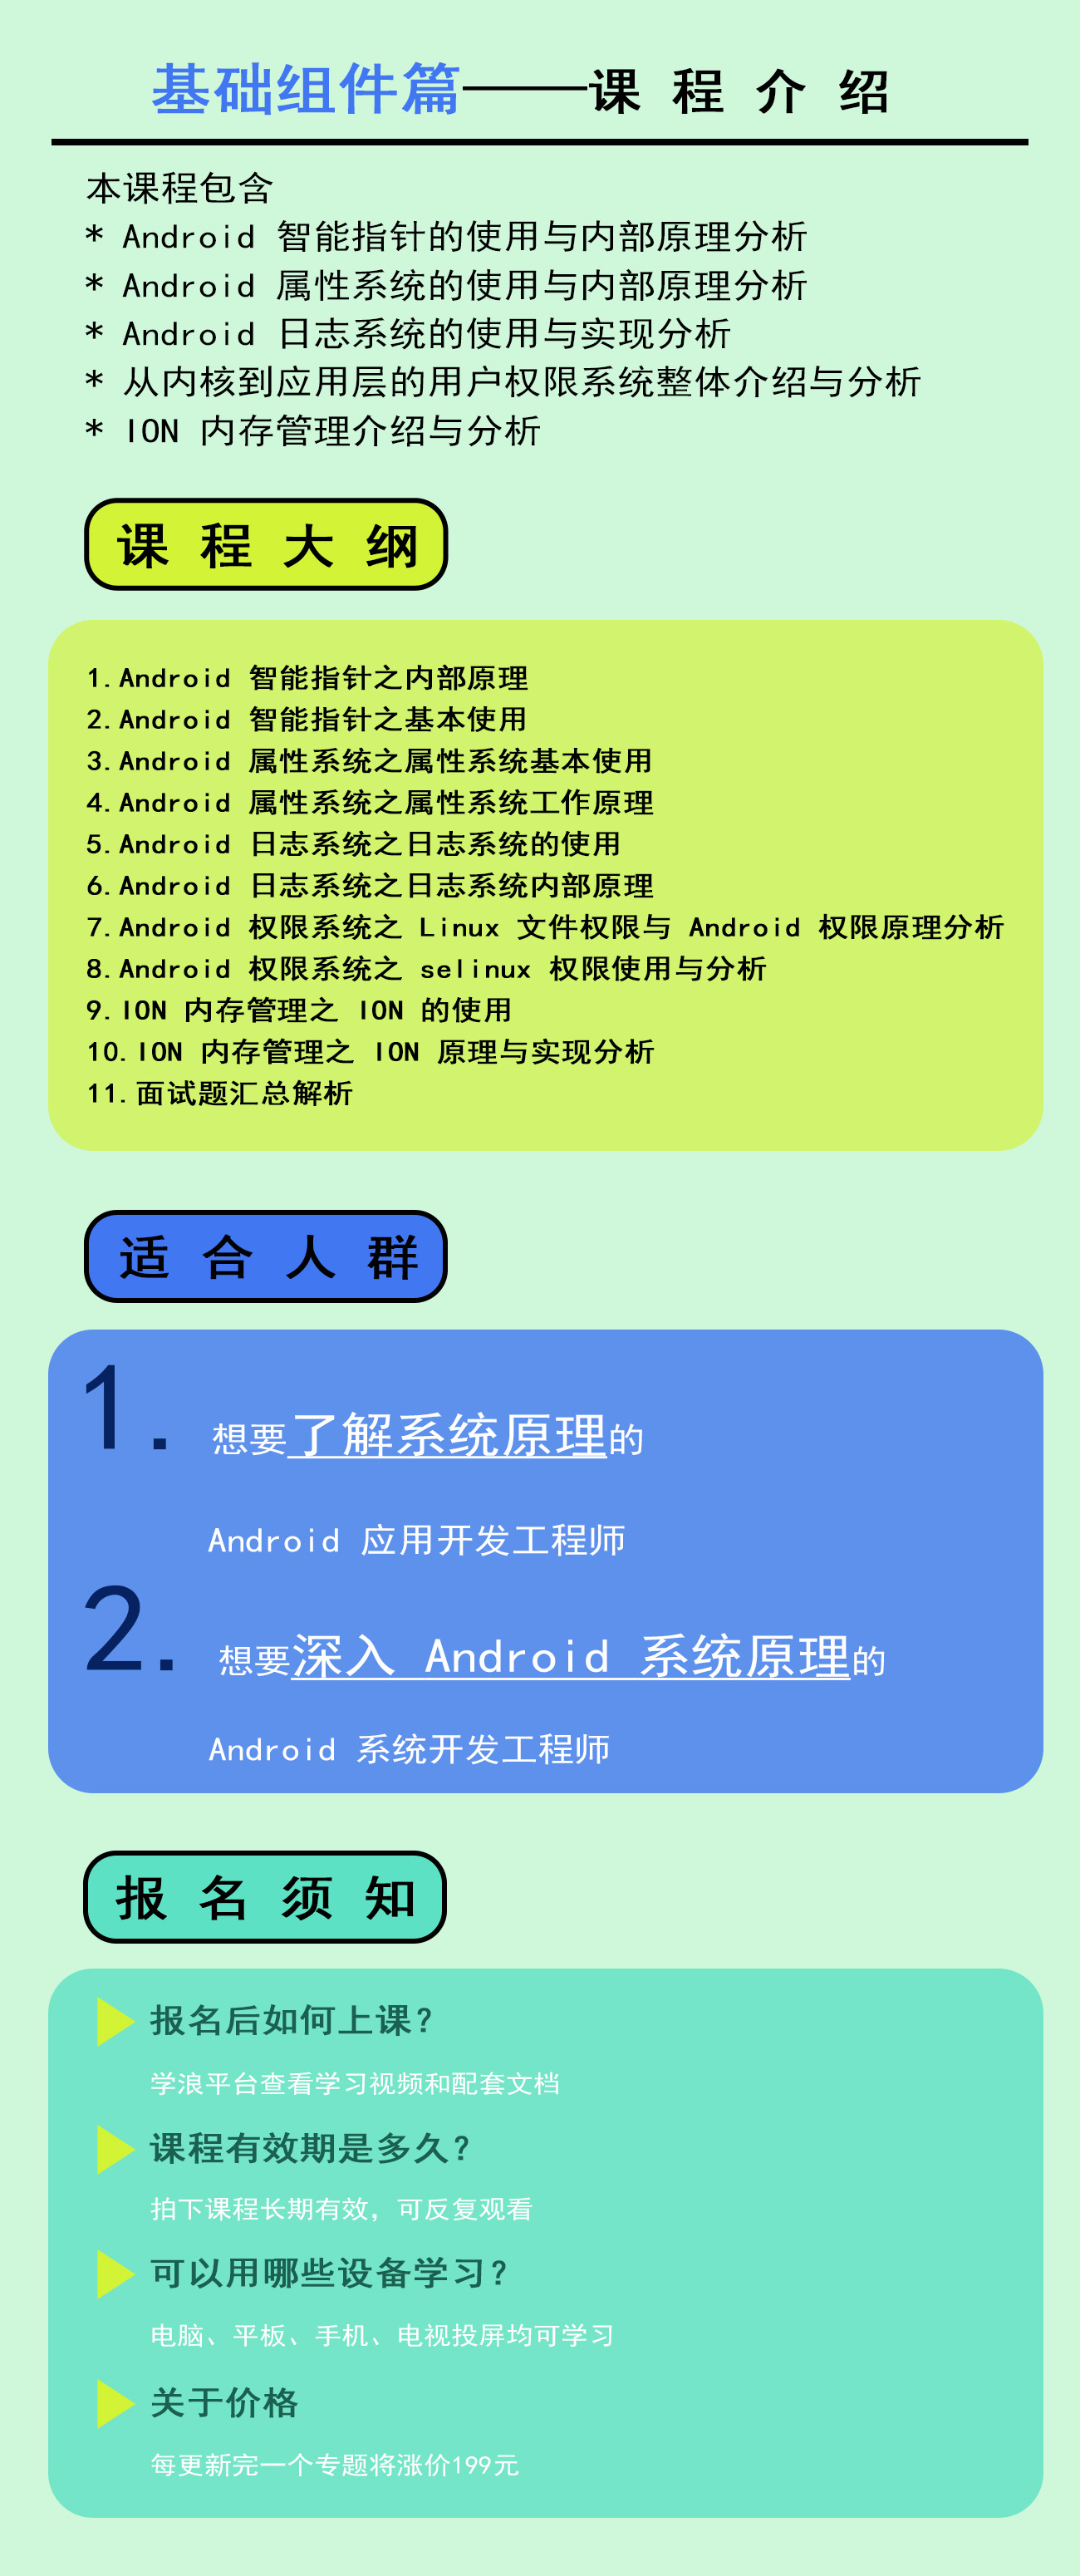 基础组件篇——课程介绍
本课程包含
* Android 智能指针的使用与内部原理分析
* Android 属性系统的使用与内部原理分析
* Android 日志系统的使用与实现分析
* 从内核到应用层的用户权限系统整体介绍与分析
* ION 内存管理介绍与分析
课程大纲
1.Android 智能指针之内部原理
2.Android 智能指针之基本使用
3.Android 属性系统之属性系统基本使用
4.Android 属性系统之属性系统工作原理
5.Android 日志系统之日志系统的使用
6.Android 日志系统之日志系统内部原理
7.Android 权限系统之 Linux 文件权限与 Android 权限原理分析
8.Android 权限系统之 selinux 权限使用与分析
9.ION 内存管理之 ION 的使用
10.ION 内存管理之 ION 原理与实现分析
11.面试题汇总解析
适合人群
1. 想要了解系统原理的
Android 应用开发工程师
2. 想要深入 Android 系统原理的
Android 系统开发工程师
报名须知
报名后如何上课?
学浪平台查看学习视频和配套文档
课程有效期是多久?
拍下课程长期有效，可反复观看
可以用哪些设备学习?
电脑、平板、手机、电视投屏均可学习
关于价格
每更新完一个专题将涨价199元